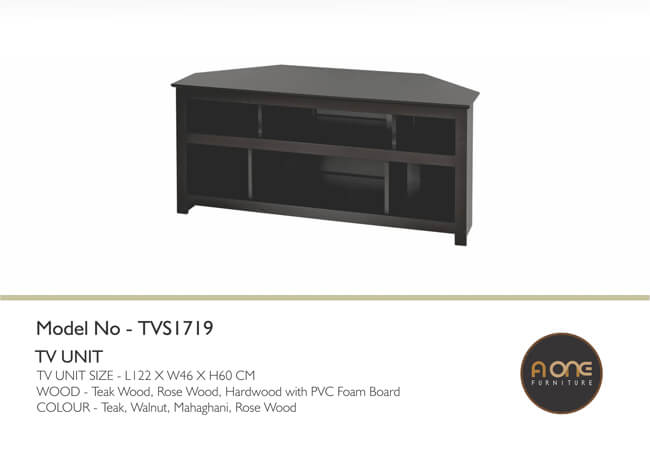 Model No - TVS1719
TV UNIT
TV UNIT SIZE - L122 X W46 X H60 CM
WOOD - Teak Wood, Rose Wood, Hardwood with PVC Foam Board
COLOUR - Teak, Walnut, Mahaghani, Rose Wood
A ONE
FURNITURE